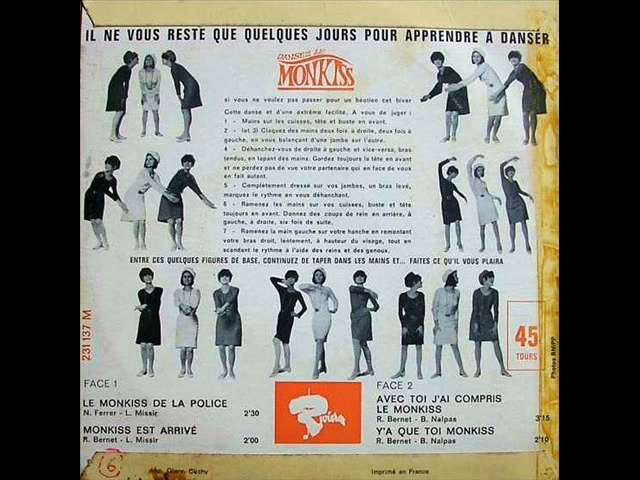 IL NE VOUS RESTE QUE QUELQUES JOURS POUR APPRENDRE A DANSER
DANSEZ LE
MONKISS
si vous ne voulez pas passer pour un béotien cet hiver
Cette danse est d'une extrême facilité. A vous de juger :
1 - Mains sur les cuisses, tête et buste en avant.
2 - (et 3) Claquez des mains deux fois à droite, deux fois à
gauche, en vous balançant d'une jambe sur l'autre.
4 - Déhanchez-vous de droite à gauche et vice-versa, bras
tendus, en tapant des mains. Gardez toujours la tête en avant
et ne perdez pas de vue votre partenaire qui en face de vous
en fait autant.
5 - Complètement dressé sur vos jambes, un bras levé,
marquez le rythme en vous déhanchant.
6 - Ramenez les mains sur vos cuisses, buste et tête
toujours en avant. Donnez des coups de rein en arrière, à
gauche, à droite, six fois de suite,
7 - Ramenez la main gauche sur votre hanche en remontant
votre bras droit, lentement, à hauteur du visage, tout en
scandant le rythme à l'aide des reins et des genoux.
ENTRE CES QUELQUES FIGURES DE BASE, CONTINUEZ DE TAPER DANS LES MAINS ET... FAITES CE QU'IL VOUS PLAIRA
231137 M
45
TOURS
Photos BNIPP
FACE 1
LE MONKISS DE LA POLICE
N. Ferrer - L. Missir 2'30
MONKISS EST ARRIVÉ
R. Bernet - L. Missir 2'00
Riviera
FACE 2
AVEC TOI J'AI COMPRIS
LE MONKISS
R. Bernet - B. Nalpas 3'15
Y'A QUE TOI MONKISS
R. Bernet - B. Nalpas 2'10
6
Clichy
Imprimé en France